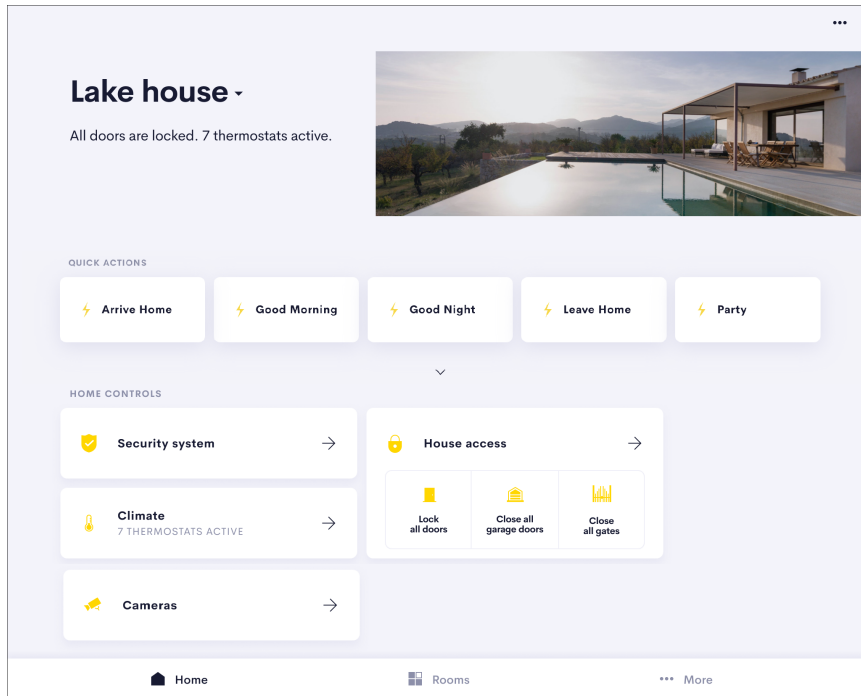 Lake house
All doors are locked. 7 thermostats active.
QUICK ACTIONS
Arrive Home
Good Morning
Good Night
Leave Home
Party
HOME CONTROLS
Security system
House access
Lock
all doors
Close all
garage doors
Close
all gates
Climate
7 THERMOSTATS ACTIVE
Cameras
Home
Rooms
More